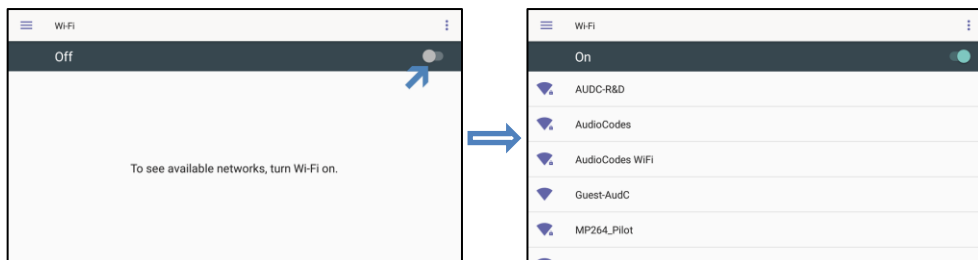 Wi-Fi
Off
To see available networks, turn Wi-Fi on.
Wi-Fi
On
AUDC-R&D
AudioCodes
AudioCodes WiFi
Guest-AudC
MP264_Pilot